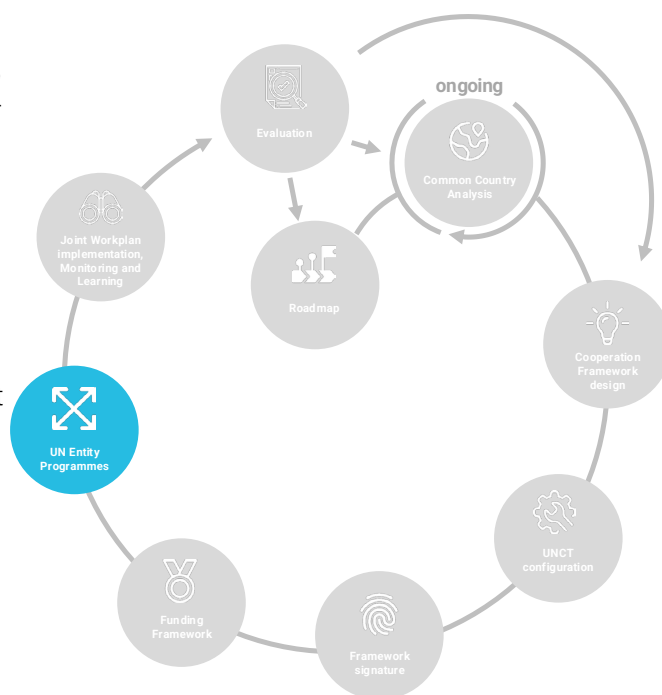 ongoing
Evaluation
Common Country
Analysis
Joint Workplan
implementation,
Monitoring and
Learning
Roadmap
Cooperation
Framework
design
UN Entity
Programmes
UNCT
configuration
Funding
Framework
Framework
signature